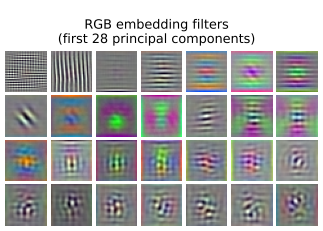 RGB embedding filters
(first 28 principal components)